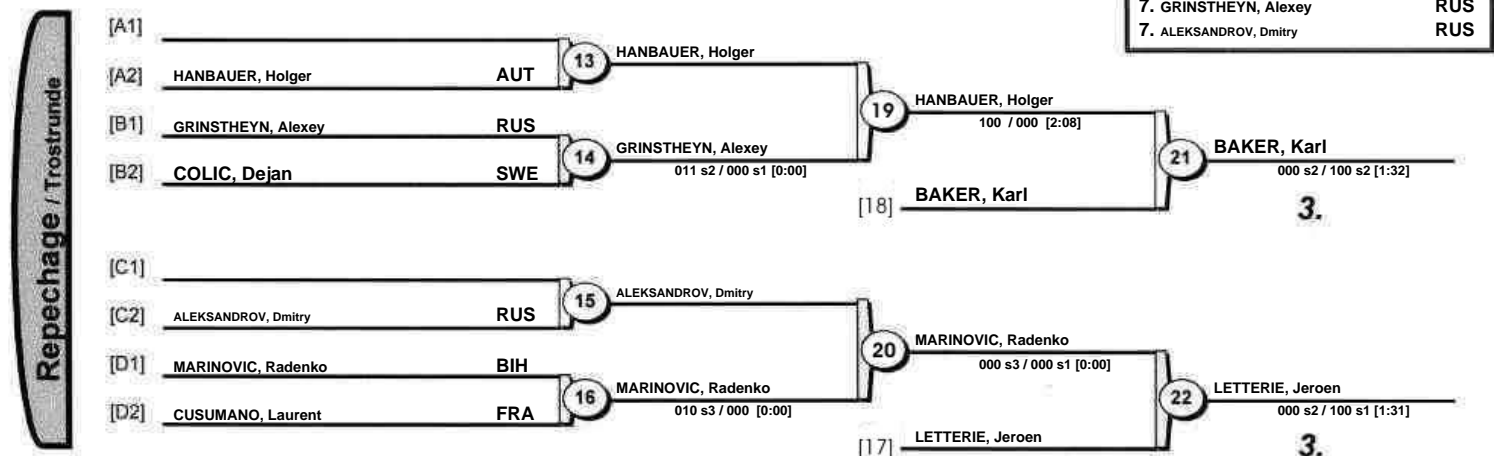 7. GRINSTHEYN, Alexey RUS
7. ALEKSANDROV, Dmitry RUS
Repechage / Trostrunde
[A1]
[A2] HANBAUER, Holger AUT
13 HANBAUER, Holger
[B1] GRINSTHEYN, Alexey RUS
[B2] COLIC, Dejan SWE
14 GRINSTHEYN, Alexey
011 s2 / 000 s1 [0:00]
19 HANBAUER, Holger
100 / 000 [2:08]
[18] BAKER, Karl
21 BAKER, Karl
000 s2 / 100 s2 [1:32]
3.
[C1]
[C2] ALEKSANDROV, Dmitry RUS
15 ALEKSANDROV, Dmitry
[D1] MARINOVIC, Radenko BIH
[D2] CUSUMANO, Laurent FRA
16 MARINOVIC, Radenko
010 s3 / 000 [0:00]
20 MARINOVIC, Radenko
000 s3 / 000 s1 [0:00]
[17] LETTERIE, Jeroen
22 LETTERIE, Jeroen
000 s2 / 100 s1 [1:31]
3.